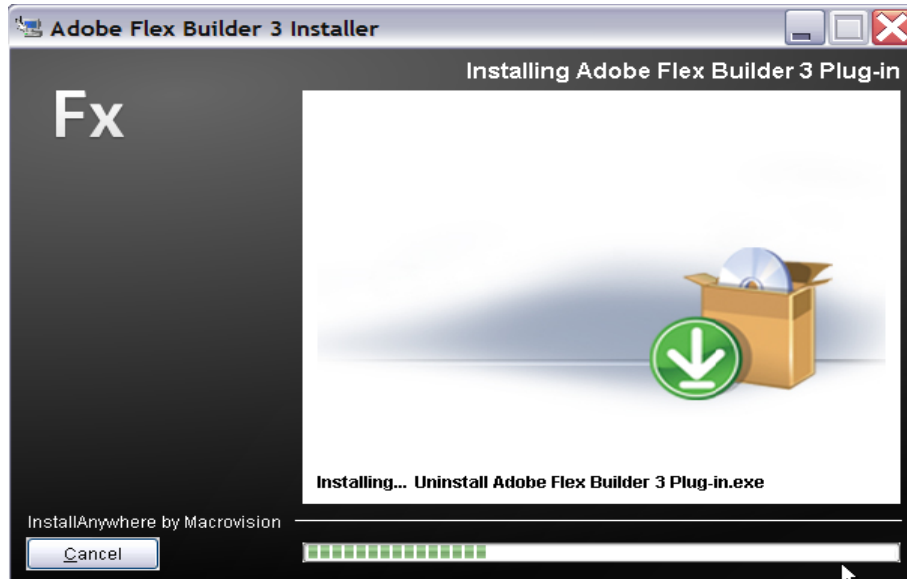 Adobe Flex Builder 3 Installer
Installing Adobe Flex Builder 3 Plug-in
Fx
Installing... Uninstall Adobe Flex Builder 3 Plug-in.exe
InstallAnywhere by Macrovision
Cancel